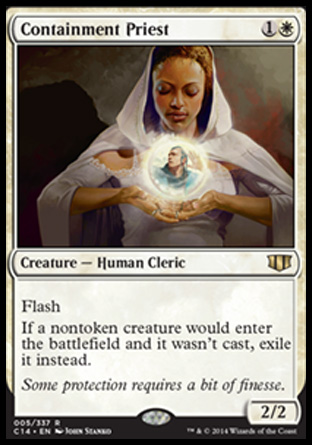 Containment Priest 1
Creature — Human Cleric
Flash
If a nontoken creature would enter
the battlefield and it wasn't cast, exile
it instead.
Some protection requires a bit of finesse.
2/2
005/337 R
C14 • EN JOHN STANKO
™ & © 2014 Wizards of the Coast